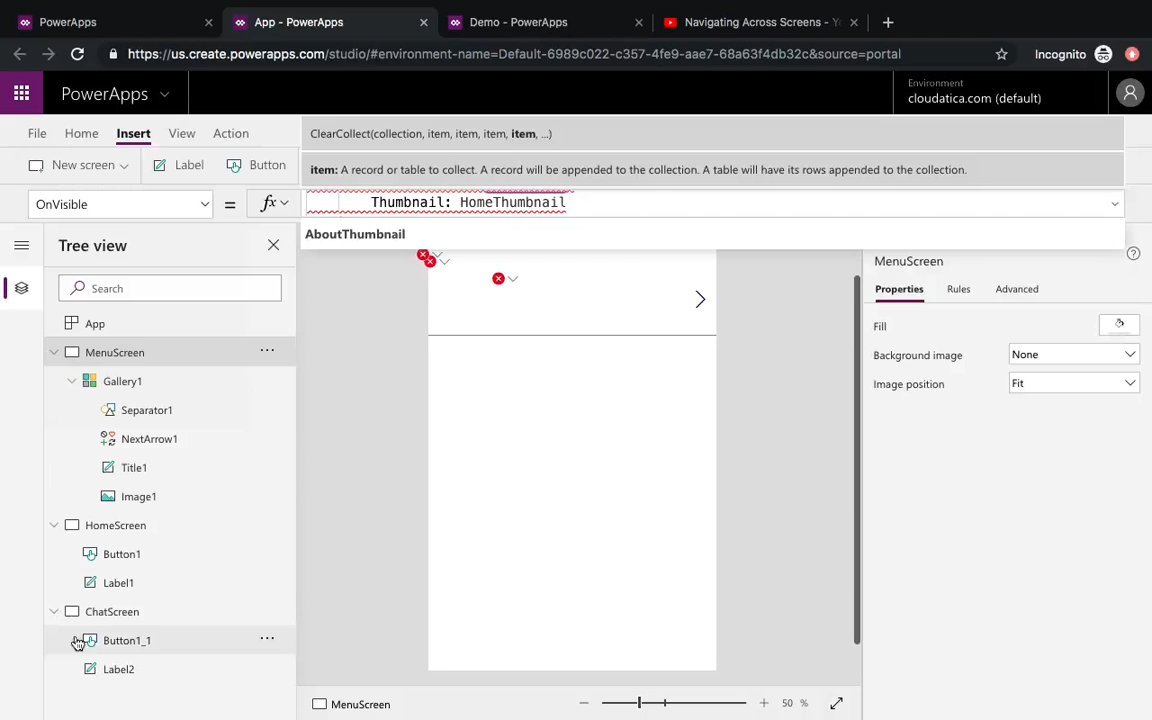 PowerApps
App - PowerApps
Demo - PowerApps
Navigating Across Screens -
https://us.create.powerapps.com/studio/#environment-name=Default-6989c022-c357-4fe9-aae7-68a63f4db32c&source=portal
Incognito
PowerApps
Environment
cloudatica.com (default)
File Home Insert View Action
ClearCollect(collection, item, item, item, item, ...)
New screen Label Button
item: A record or table to collect. A record will be appended to the collection. A table will have its rows appended to the collection.
OnVisible = fx Thumbnail: HomeThumbnail
AboutThumbnail
Tree view
Search
App
MenuScreen
Gallery1
Separator1
NextArrow1
Title1
Image1
HomeScreen
Button1
Label1
ChatScreen
Button1_1
Label2
MenuScreen
Properties Rules Advanced
Fill
Background image None
Image position Fit
MenuScreen
50 %